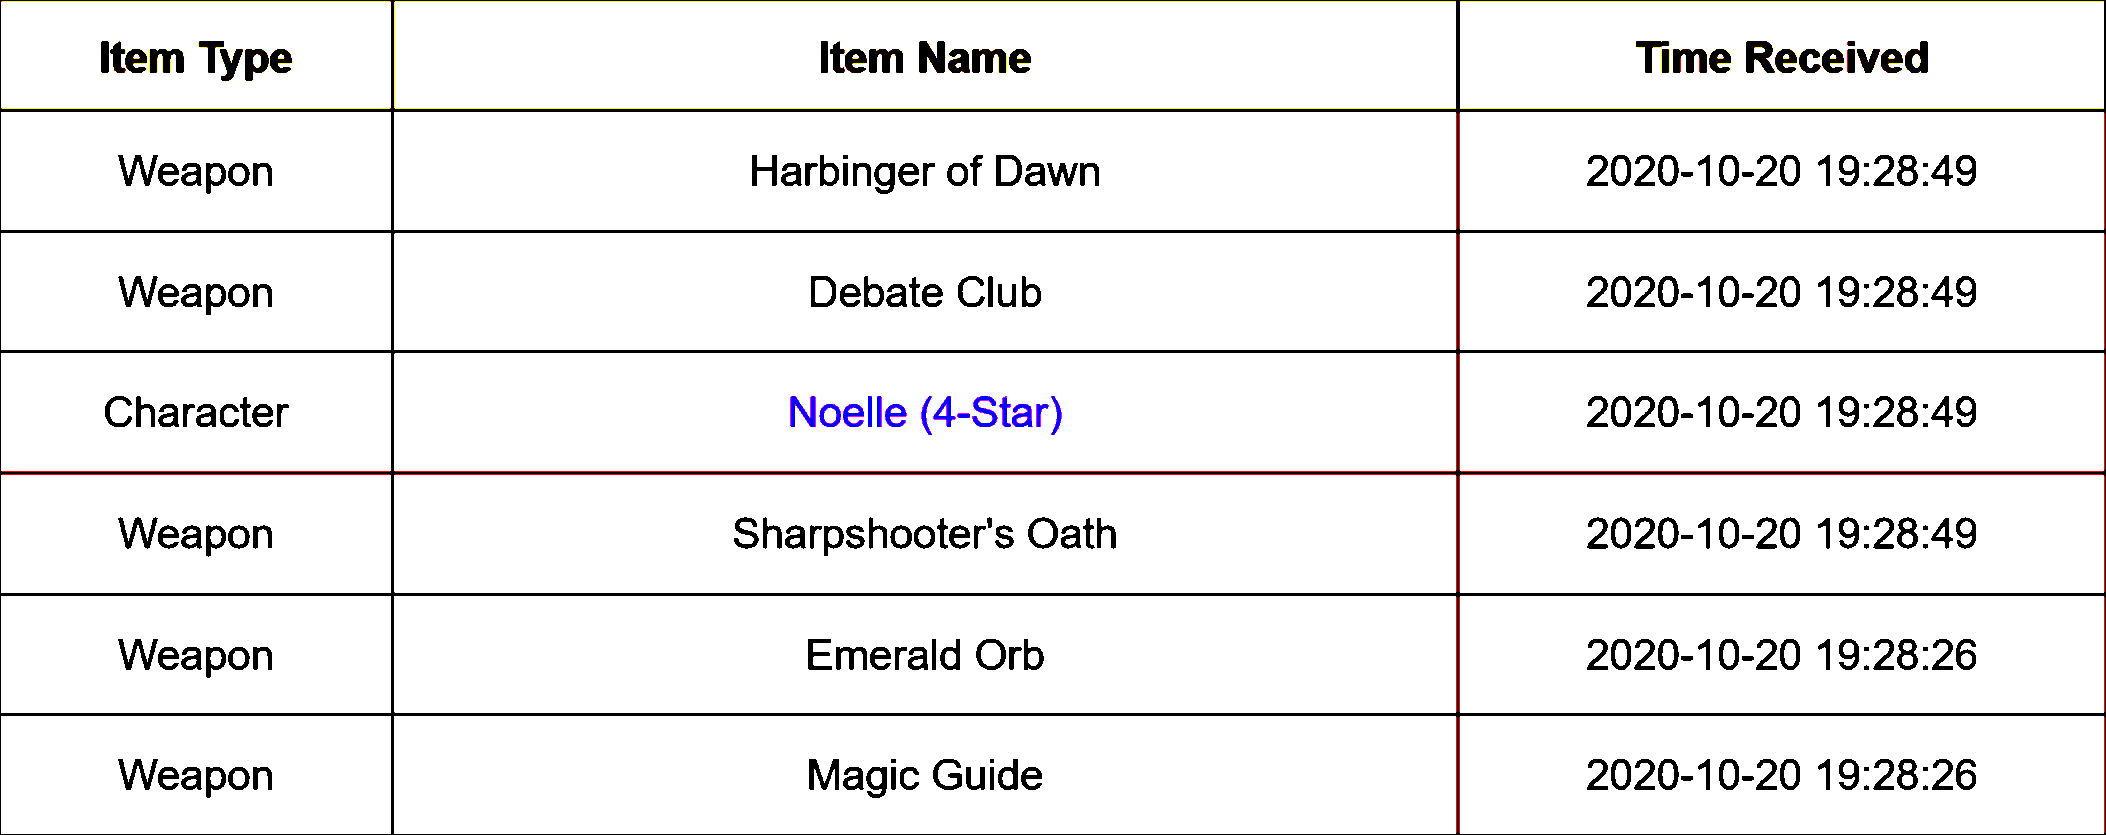 Item Type Item Name Time Received
Weapon Harbinger of Dawn 2020-10-20 19:28:49
Weapon Debate Club 2020-10-20 19:28:49
Character Noelle (4-Star) 2020-10-20 19:28:49
Weapon Sharpshooter's Oath 2020-10-20 19:28:49
Weapon Emerald Orb 2020-10-20 19:28:26
Weapon Magic Guide 2020-10-20 19:28:26